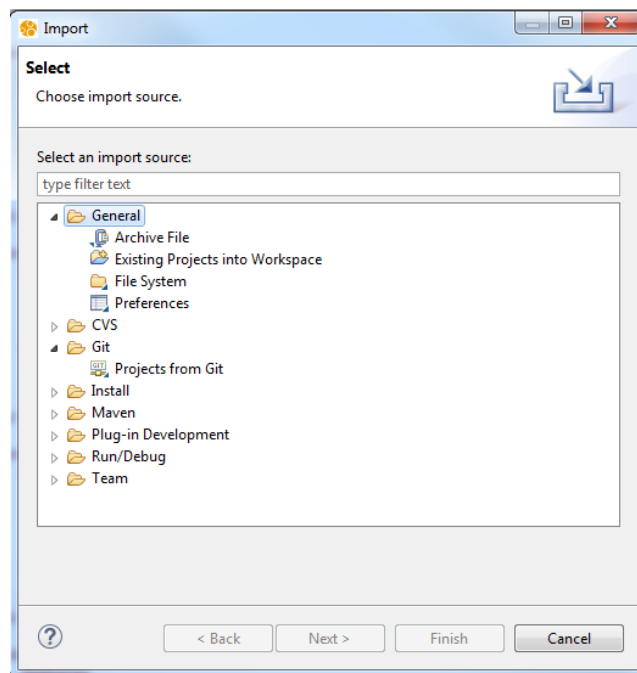 Import
Select
Choose import source.
Select an import source:
type filter text
General
Archive File
Existing Projects into Workspace
File System
Preferences
CVS
Git
GIT
Projects from Git
Install
Maven
Plug-in Development
Run/Debug
Team
?
< Back
Next >
Finish
Cancel